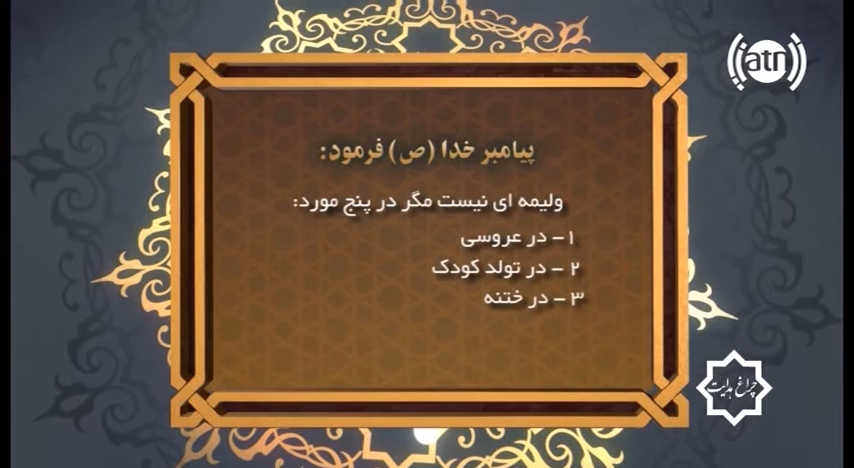 پیامبر خدا (ص) فرمود:
ولیمه ای نیست مگر در پنج مورد:
۱- در عروسی
۲- در تولد کودک
۳- در ختنه
atn
چراغ هدایت